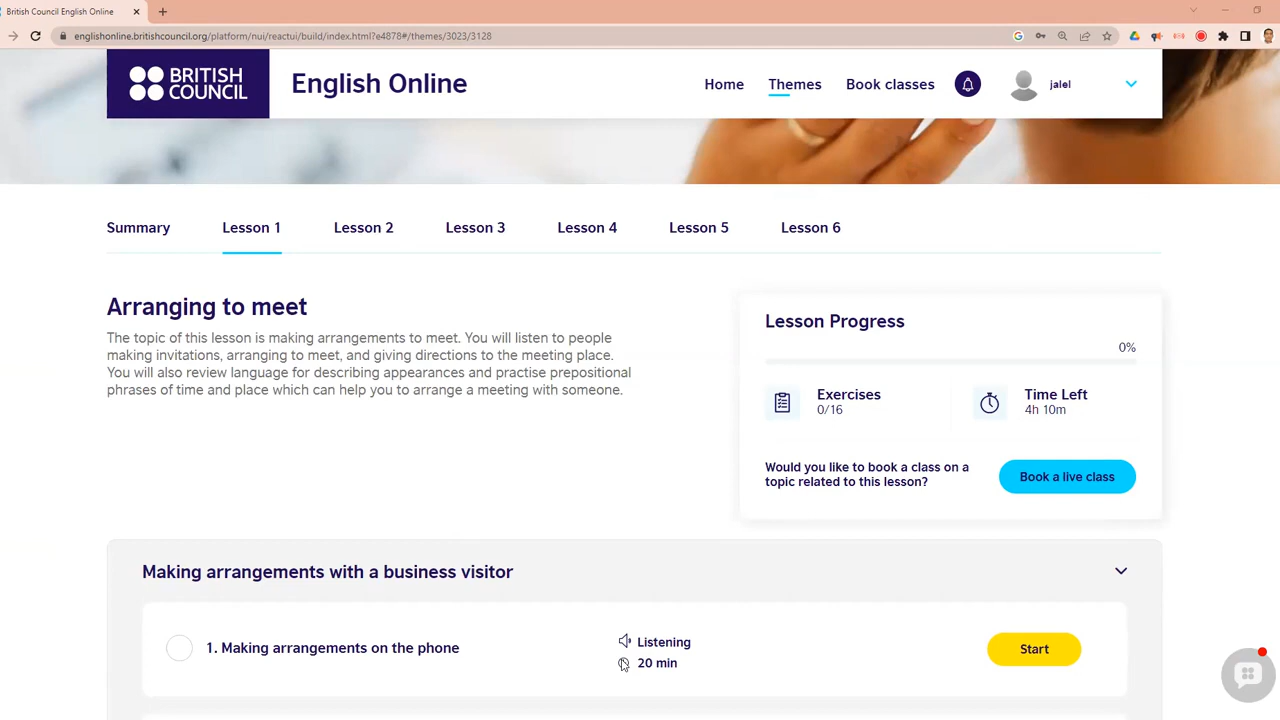 British Council English Online
englishonline.britishcouncil.org/platform/nui/reactui/build/index.html?e4878#/themes/3023/3128
BRITISH
COUNCIL
English Online
Home
Themes
Book classes
jalel
Summary
Lesson 1
Lesson 2
Lesson 3
Lesson 4
Lesson 5
Lesson 6
Arranging to meet
The topic of this lesson is making arrangements to meet. You will listen to people
making invitations, arranging to meet, and giving directions to the meeting place.
You will also review language for describing appearances and practise prepositional
phrases of time and place which can help you to arrange a meeting with someone.
Lesson Progress
0%
Exercises
0/16
Time Left
4h 10m
Would you like to book a class on a
topic related to this lesson?
Book a live class
Making arrangements with a business visitor
1. Making arrangements on the phone
Listening
20 min
Start